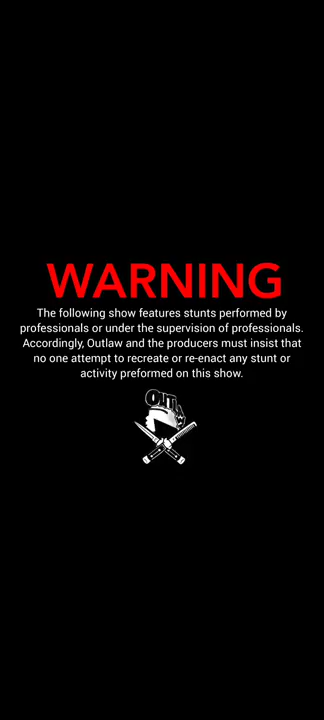 WARNING
The following show features stunts performed by
professionals or under the supervision of professionals.
Accordingly, Outlaw and the producers must insist that
no one attempt to recreate or re-enact any stunt or
activity preformed on this show.
OUTLAW